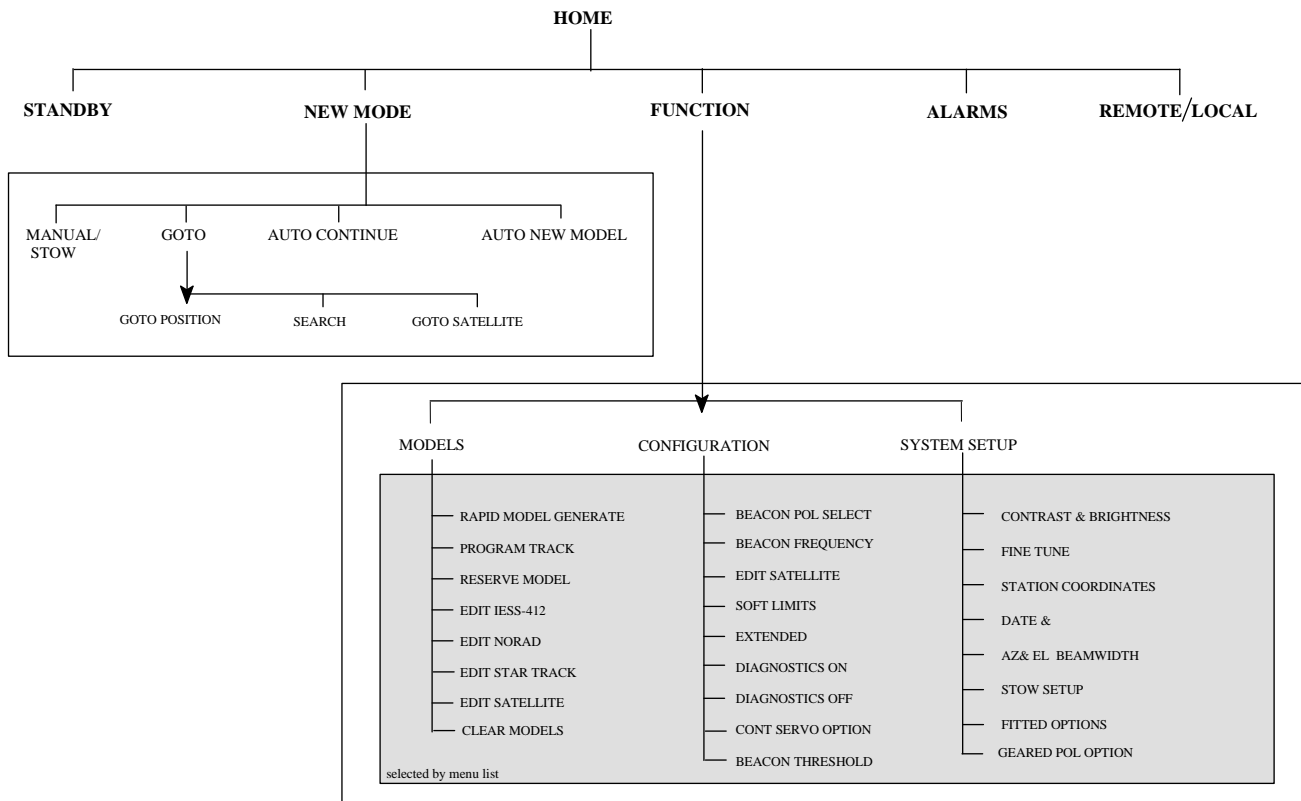 HOME
STANDBY
NEW MODE
FUNCTION
ALARMS
REMOTE/LOCAL
MANUAL/
STOW
GOTO
AUTO CONTINUE
AUTO NEW MODEL
GOTO POSITION
SEARCH
GOTO SATELLITE
MODELS
CONFIGURATION
SYSTEM SETUP
RAPID MODEL GENERATE
PROGRAM TRACK
RESERVE MODEL
EDIT IESS-412
EDIT NORAD
EDIT STAR TRACK
EDIT SATELLITE
CLEAR MODELS
BEACON POL SELECT
BEACON FREQUENCY
EDIT SATELLITE
SOFT LIMITS
EXTENDED
DIAGNOSTICS ON
DIAGNOSTICS OFF
CONT SERVO OPTION
BEACON THRESHOLD
CONTRAST & BRIGHTNESS
FINE TUNE
STATION COORDINATES
DATE &
AZ& EL BEAMWIDTH
STOW SETUP
FITTED OPTIONS
GEARED POL OPTION
selected by menu list